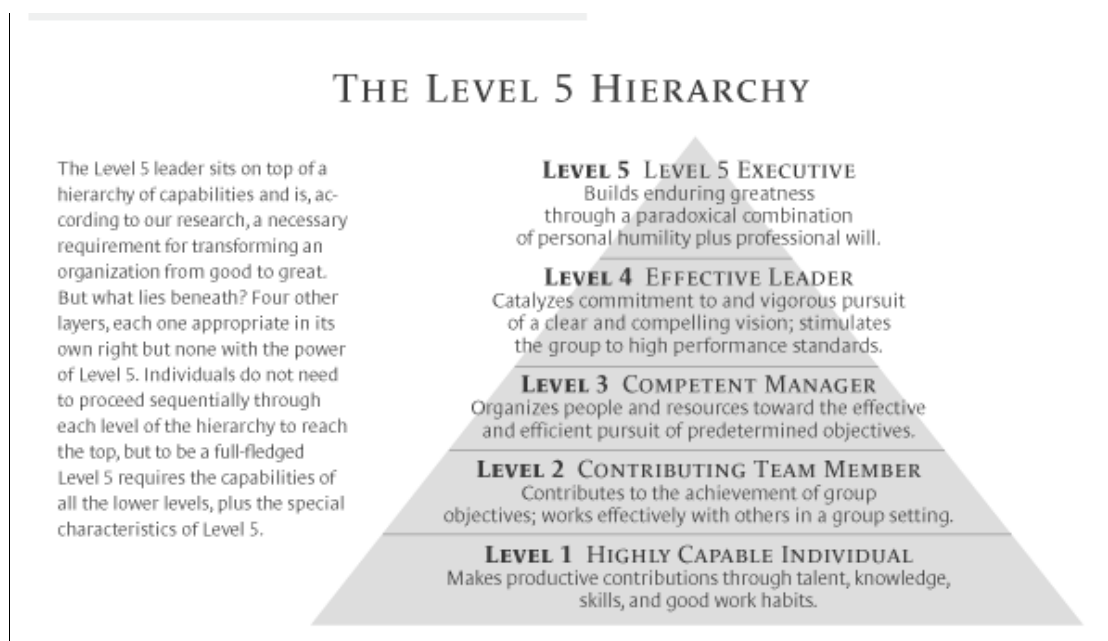 THE LEVEL 5 HIERARCHY
The Level 5 leader sits on top of a
hierarchy of capabilities and is, ac-
cording to our research, a necessary
requirement for transforming an
organization from good to great.
But what lies beneath? Four other
layers, each one appropriate in its
own right but none with the power
of Level 5. Individuals do not need
to proceed sequentially through
each level of the hierarchy to reach
the top, but to be a full-fledged
Level 5 requires the capabilities of
all the lower levels, plus the special
characteristics of Level 5.
LEVEL 5 LEVEL 5 EXECUTIVE
Builds enduring greatness
through a paradoxical combination
of personal humility plus professional will.
LEVEL 4 EFFECTIVE LEADER
Catalyzes commitment to and vigorous pursuit
of a clear and compelling vision; stimulates
the group to high performance standards.
LEVEL 3 COMPETENT MANAGER
Organizes people and resources toward the effective
and efficient pursuit of predetermined objectives.
LEVEL 2 CONTRIBUTING TEAM MEMBER
Contributes to the achievement of group
objectives; works effectively with others in a group setting.
LEVEL 1 HIGHLY CAPABLE INDIVIDUAL
Makes productive contributions through talent, knowledge,
skills, and good work habits.